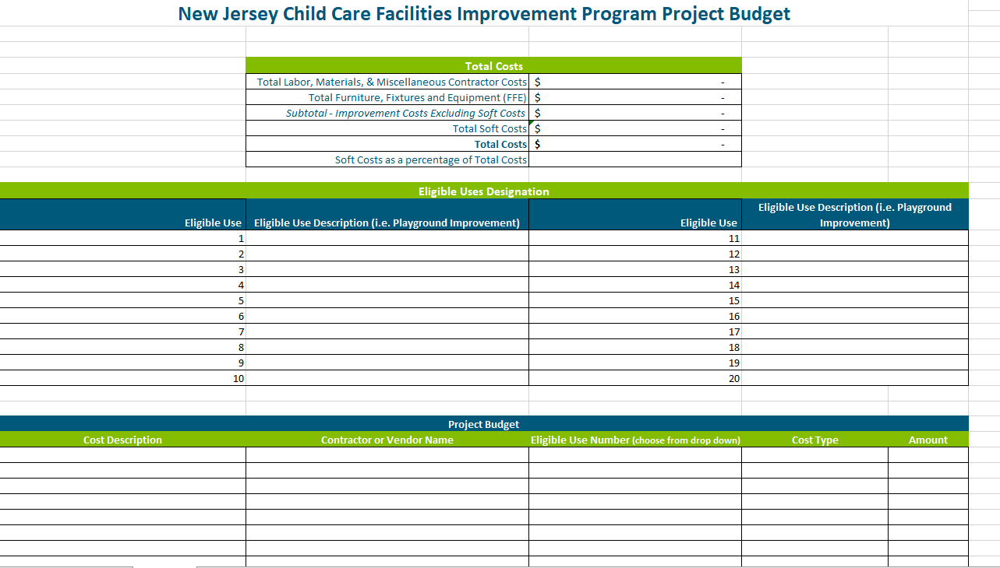 New Jersey Child Care Facilities Improvement Program Project Budget
Total Costs
Total Labor, Materials, & Miscellaneous Contractor Costs $ -
Total Furniture, Fixtures and Equipment (FFE) $ -
Subtotal - Improvement Costs Excluding Soft Costs $ -
Total Soft Costs $ -
Total Costs $ -
Soft Costs as a percentage of Total Costs
Eligible Uses Designation
Eligible Use Eligible Use Description (i.e. Playground Improvement) Eligible Use Eligible Use Description (i.e. Playground
Improvement)
1 11
2 12
3 13
4 14
5 15
6 16
7 17
8 18
9 19
10 20
Project Budget
Cost Description Contractor or Vendor Name Eligible Use Number (choose from drop down) Cost Type Amount